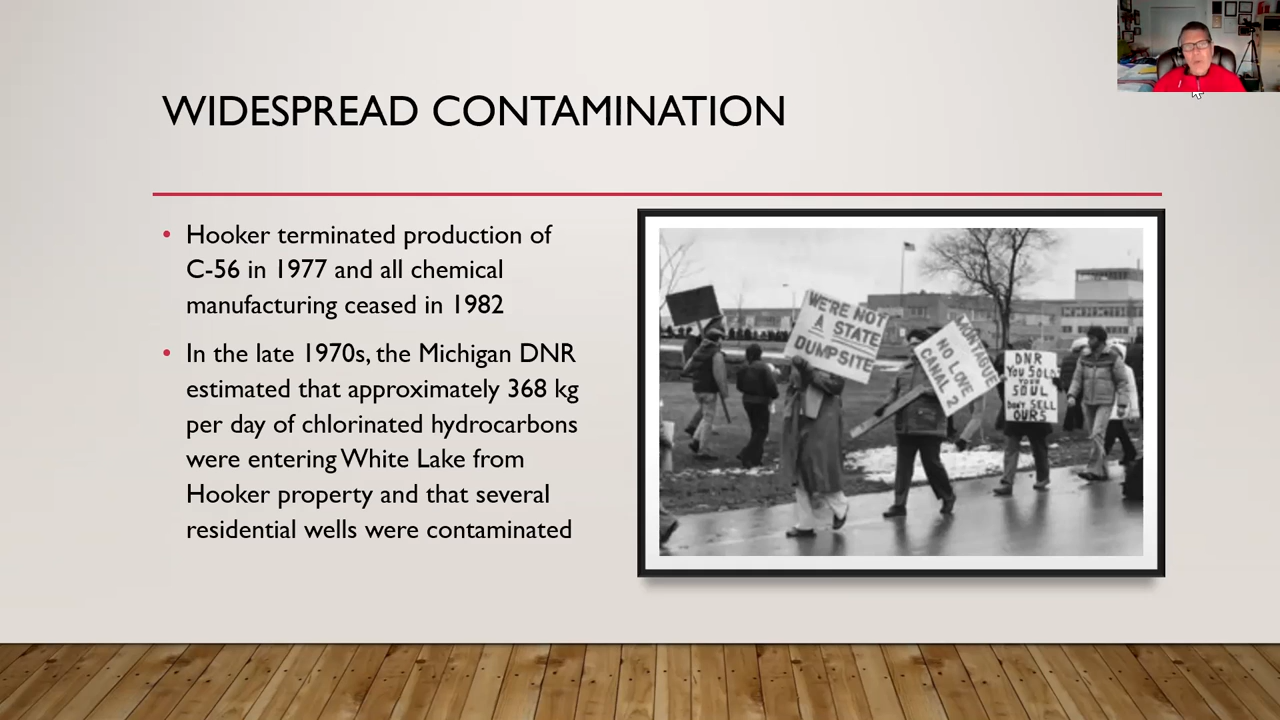 WIDESPREAD CONTAMINATION
• Hooker terminated production of
C-56 in 1977 and all chemical
manufacturing ceased in 1982
• In the late 1970s, the Michigan DNR
estimated that approximately 368 kg
per day of chlorinated hydrocarbons
were entering White Lake from
Hooker property and that several
residential wells were contaminated
WE'RE NOT
A STATE
DUMPSITE
MONTAGUE
NO LOVE
CANAL 2
DNR
YOU SOLD
YOUR
SOUL
DON'T SELL
OURS